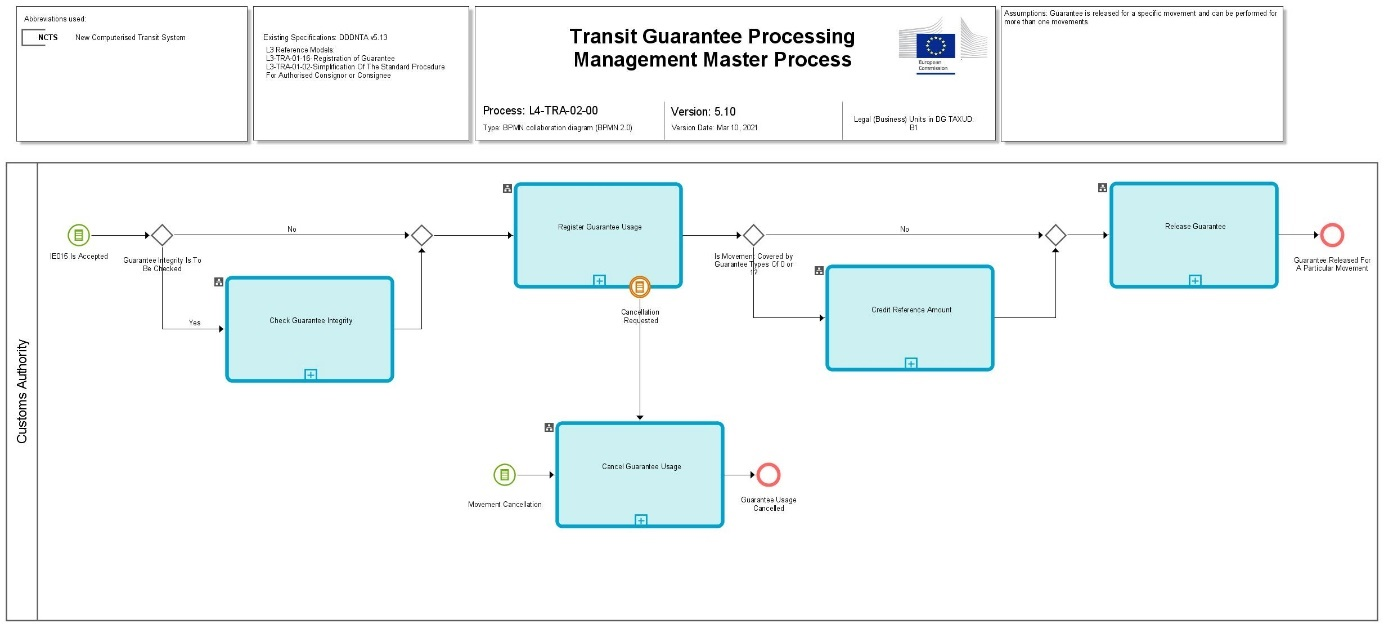 Abbreviations used:
NCTS New Computerised Transit System
Existing Specifications: DDDNTA v5.13
L3 Reference Models:
L3-TRA-01-15-Registration of Guarantee
L3-TRA-01-02-Simplification Of The Standard Procedure
For Authorised Consignor or Consignee
Transit Guarantee Processing
Management Master Process
European
Commission
Process: L4-TRA-02-00
Type: BPMN collaboration diagram (BPMN 2.0)
Version: 5.10
Version Date: Mar 10, 2021
Legal (Business) Units in DG TAXUD:
B1
Assumptions: Guarantee is released for a specific movement and can be performed for
more than one movements
Customs Authority
IE015 Is Accepted
Guarantee Integrity Is To
Be Checked
No
Yes
Check Guarantee Integrity
Register Guarantee Usage
Cancellation
Requested
Is Movement Covered by
Guarantee Types Of 0 or
No
Credit Reference Amount
Release Guarantee
Guarantee Released For
A Particular Movement
Movement Cancellation
Cancel Guarantee Usage
Guarantee Usage
Cancelled